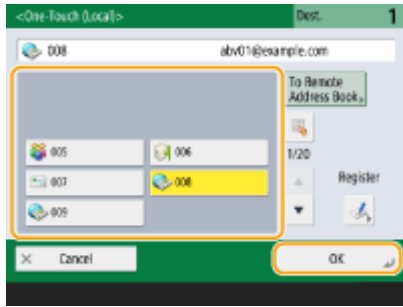 <One-Touch (Local)> Dest. 1
008 abv01@example.com
To Remote
Address Book
005 006 1/20
007 008 Register
009
Cancel OK